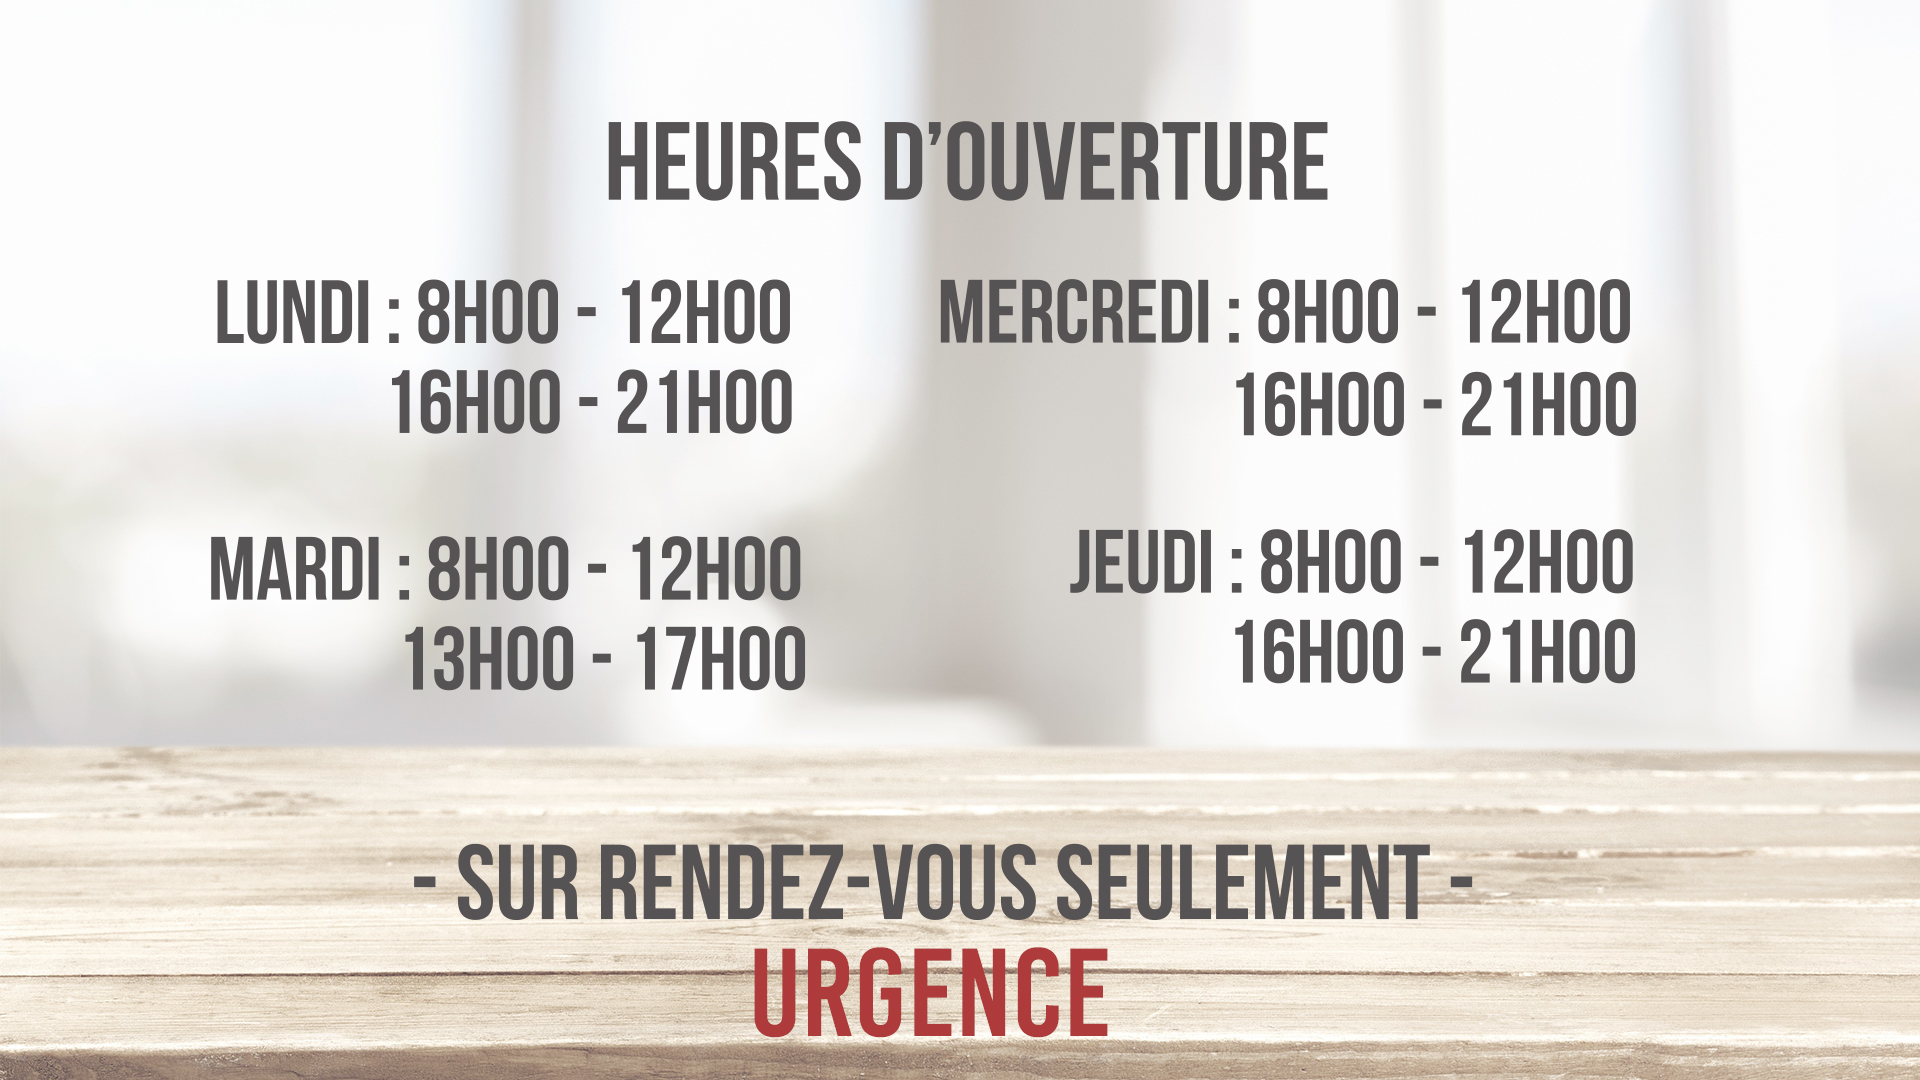 HEURES D’OUVERTURE
LUNDI : 8H00 - 12H00
16H00 - 21H00
MARDI : 8H00 - 12H00
13H00 - 17H00
MERCREDI : 8H00 - 12H00
16H00 - 21H00
JEUDI : 8H00 - 12H00
16H00 - 21H00
- SUR RENDEZ-VOUS SEULEMENT -
URGENCE